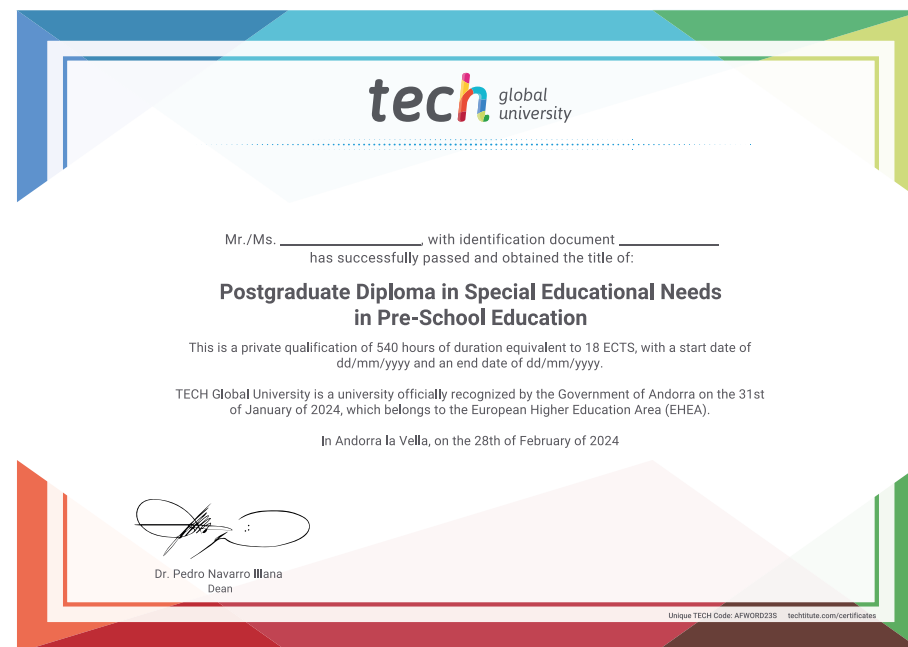 tech global
university
Mr./Ms. ____________________, with identification document ______________
has successfully passed and obtained the title of:
Postgraduate Diploma in Special Educational Needs
in Pre-School Education
This is a private qualification of 540 hours of duration equivalent to 18 ECTS, with a start date of
dd/mm/yyyy and an end date of dd/mm/yyyy.
TECH Global University is a university officially recognized by the Government of Andorra on the 31st
of January of 2024, which belongs to the European Higher Education Area (EHEA).
In Andorra la Vella, on the 28th of February of 2024
Dr. Pedro Navarro Illana
Dean
Unique TECH Code: AFWORD23S techtitute.com/certificates